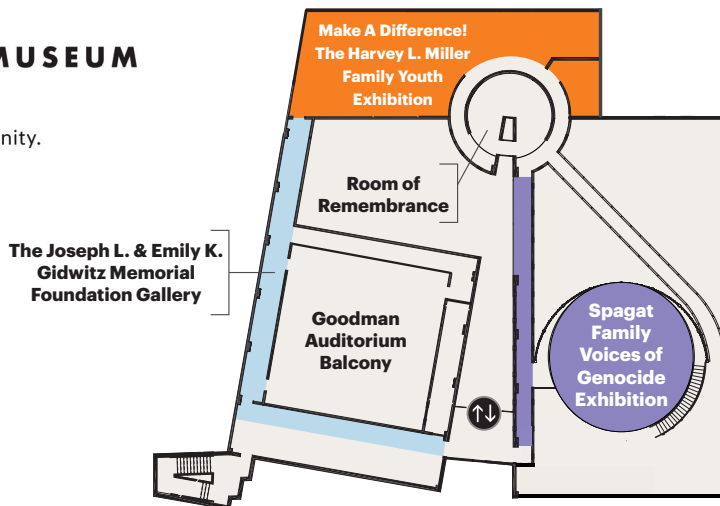 MUSEUM
nity.
Make A Difference!
The Harvey L. Miller
Family Youth
Exhibition
Room of
Remembrance
The Joseph L. & Emily K.
Gidwitz Memorial
Foundation Gallery
Goodman
Auditorium
Balcony
Spagat
Family
Voices of
Genocide
Exhibition